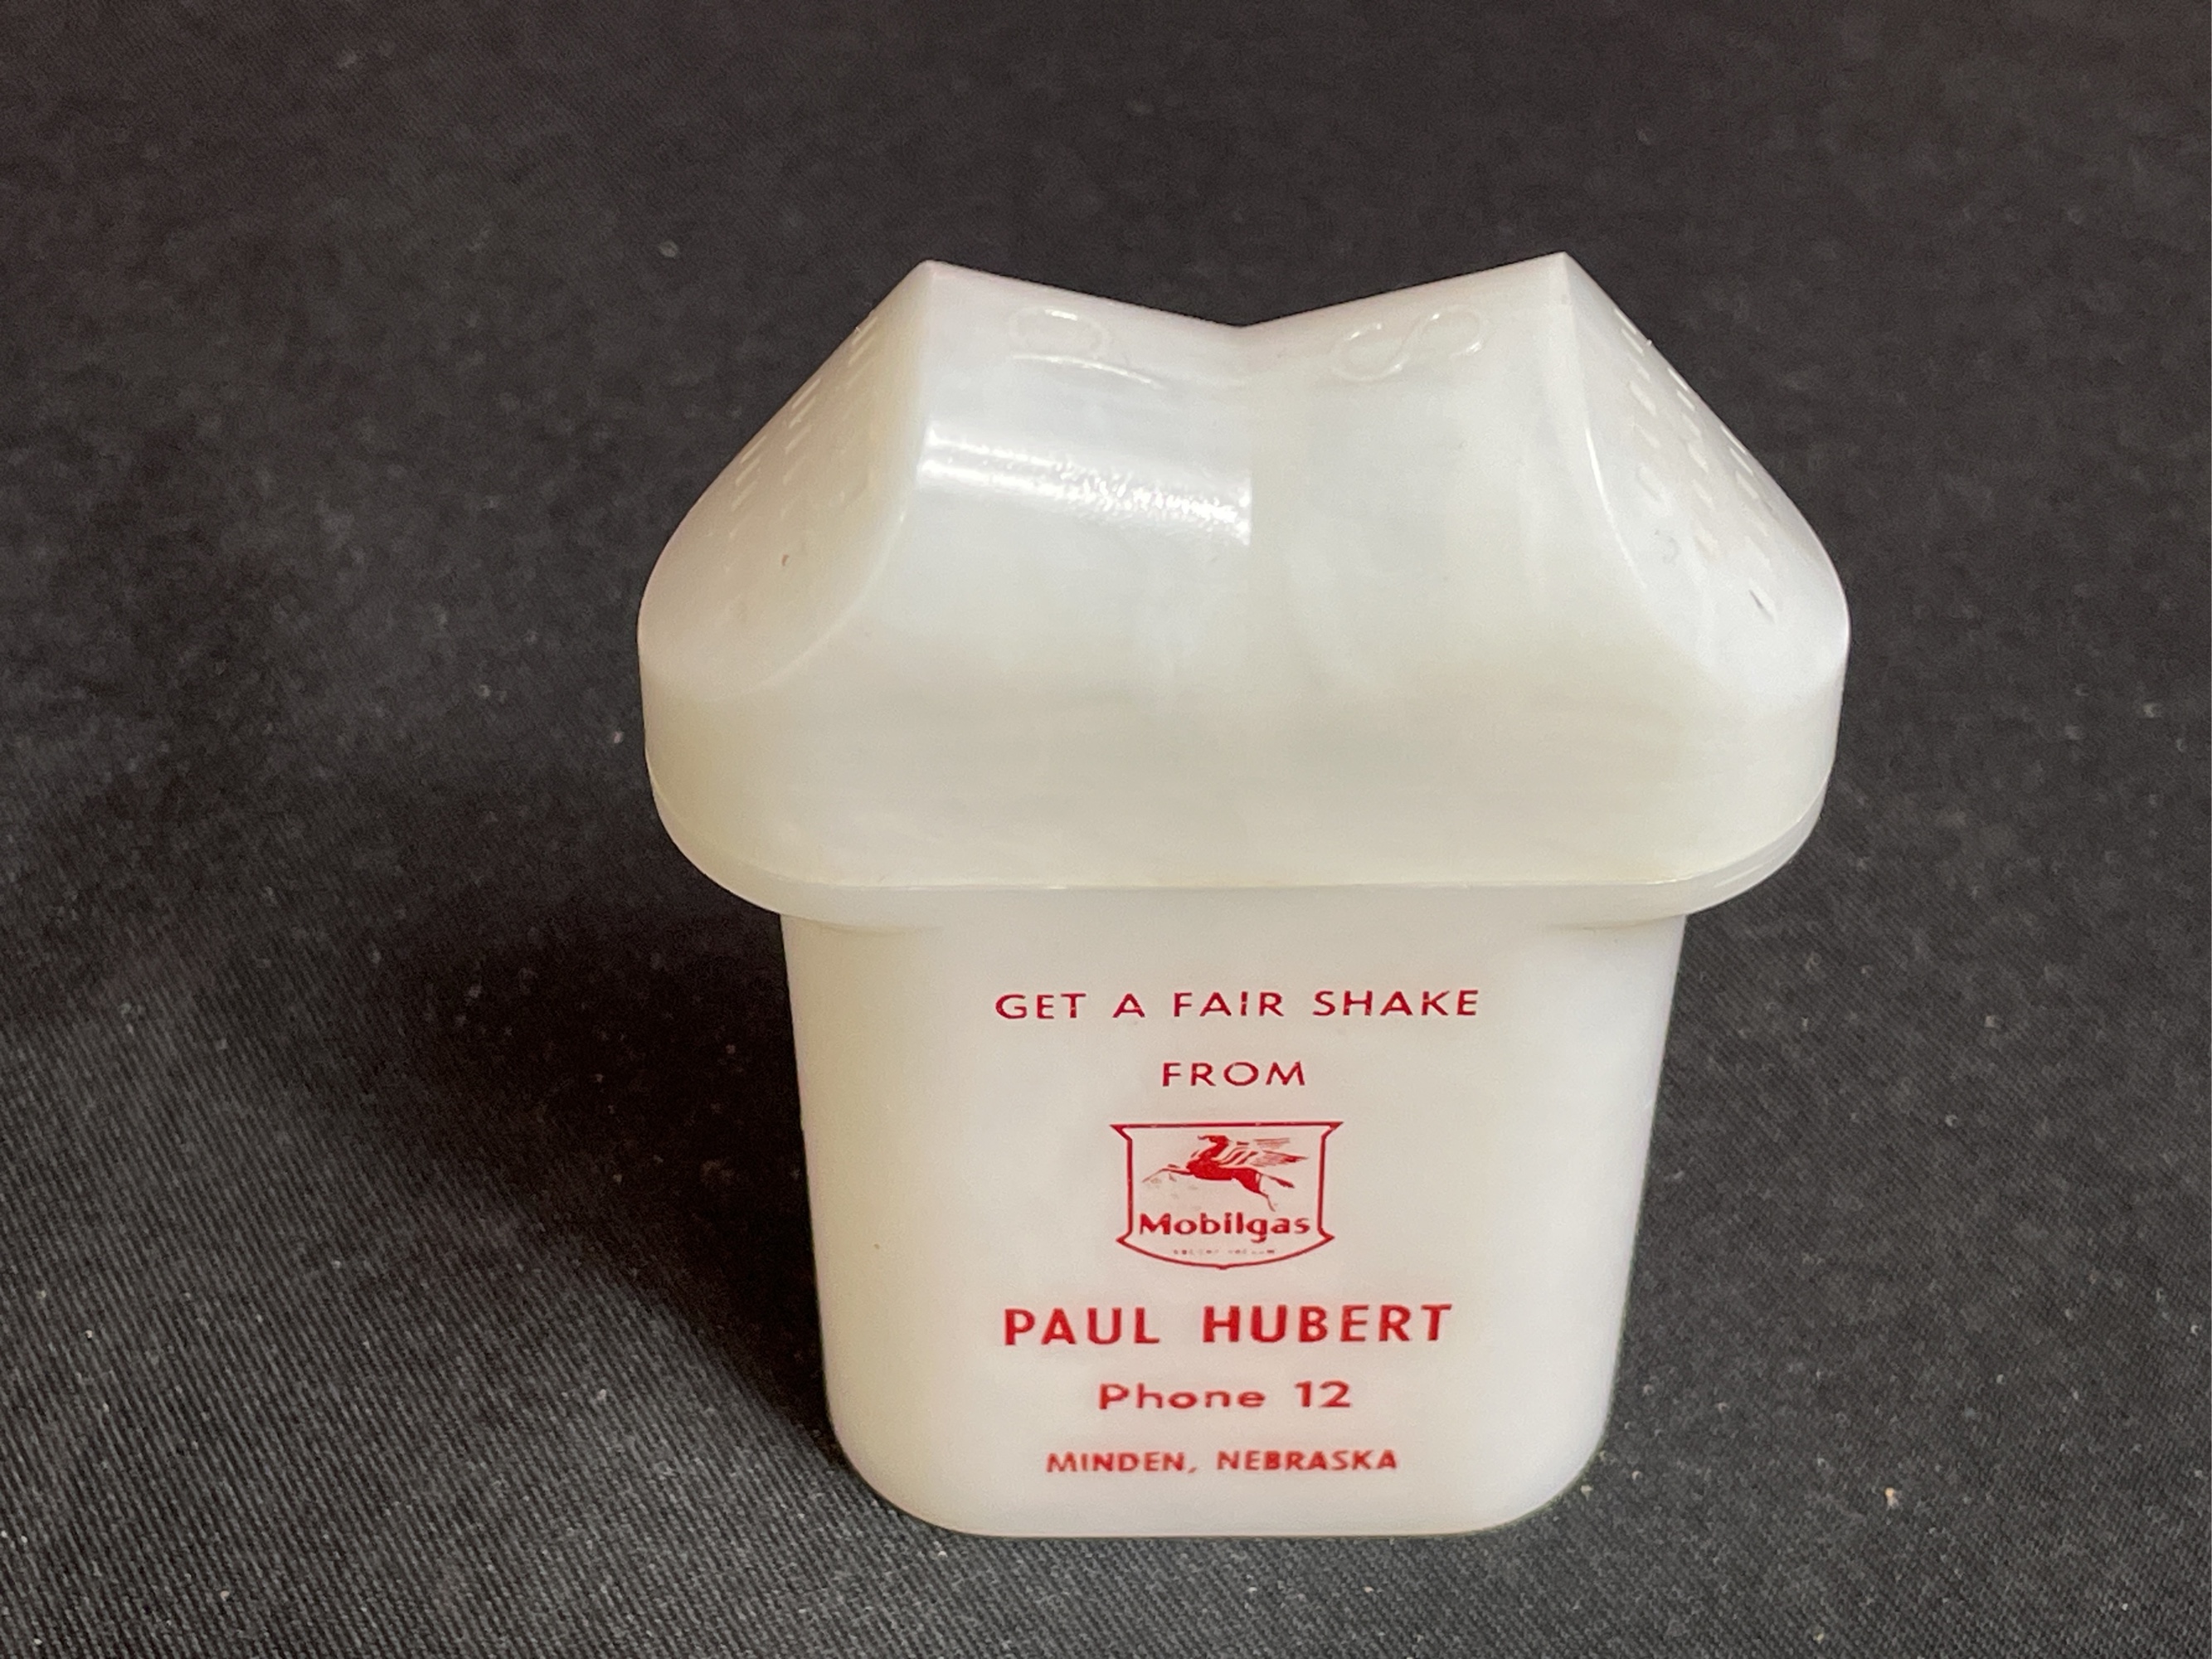 P S
GET A FAIR SHAKE
FROM
Mobilgas
PAUL HUBERT
Phone 12
MINDEN, NEBRASKA